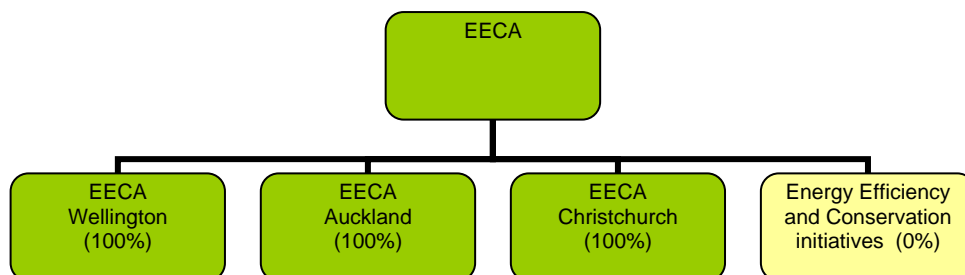 EECA
EECA
Wellington
(100%)
EECA
Auckland
(100%)
EECA
Christchurch
(100%)
Energy Efficiency
and Conservation
initiatives (0%)